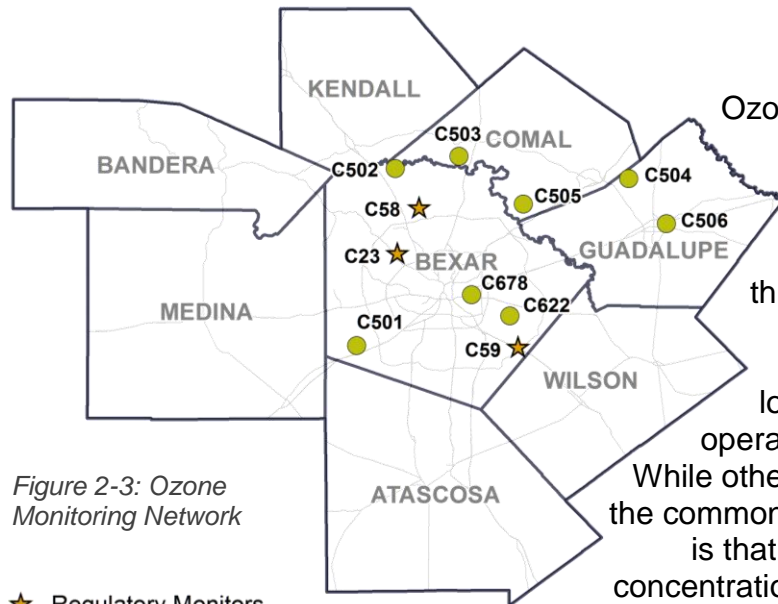 KENDALL
COMAL
BANDERA
C503
C502
C504
C58
C505
C506
C23
BEXAR
GUADALUPE
MEDINA
C678
C622
C501
C59
WILSON
ATASCOSA
Figure 2-3: Ozone
Monitoring Network
Regulatory Monitors
Ozo
th
lo
opera
While othe
the common
is that
concentratio